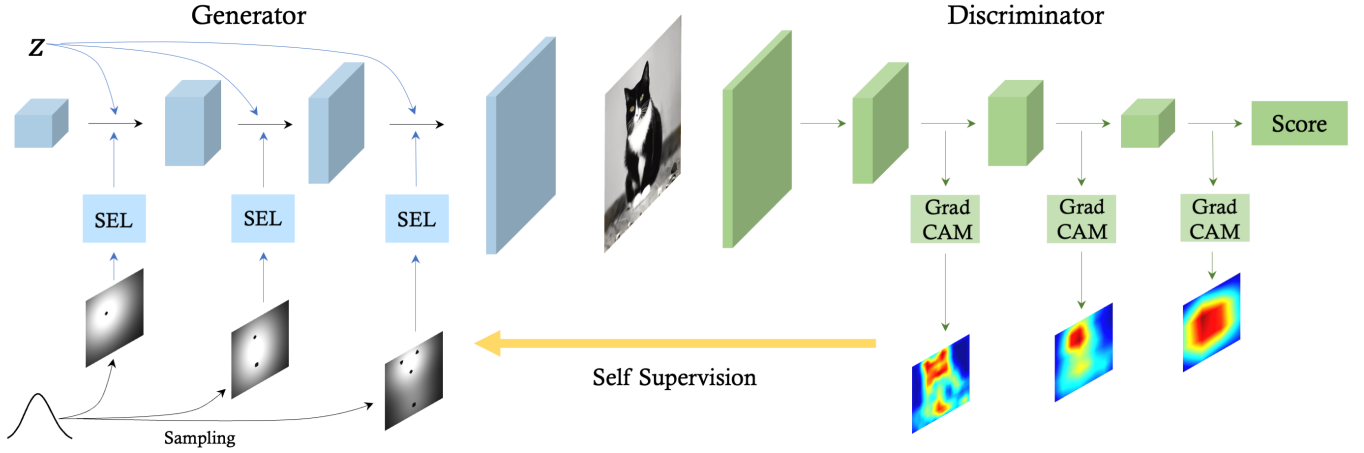 Generator
Discriminator
z
Score
SEL
SEL
SEL
Grad
CAM
Grad
CAM
Grad
CAM
Self Supervision
Sampling